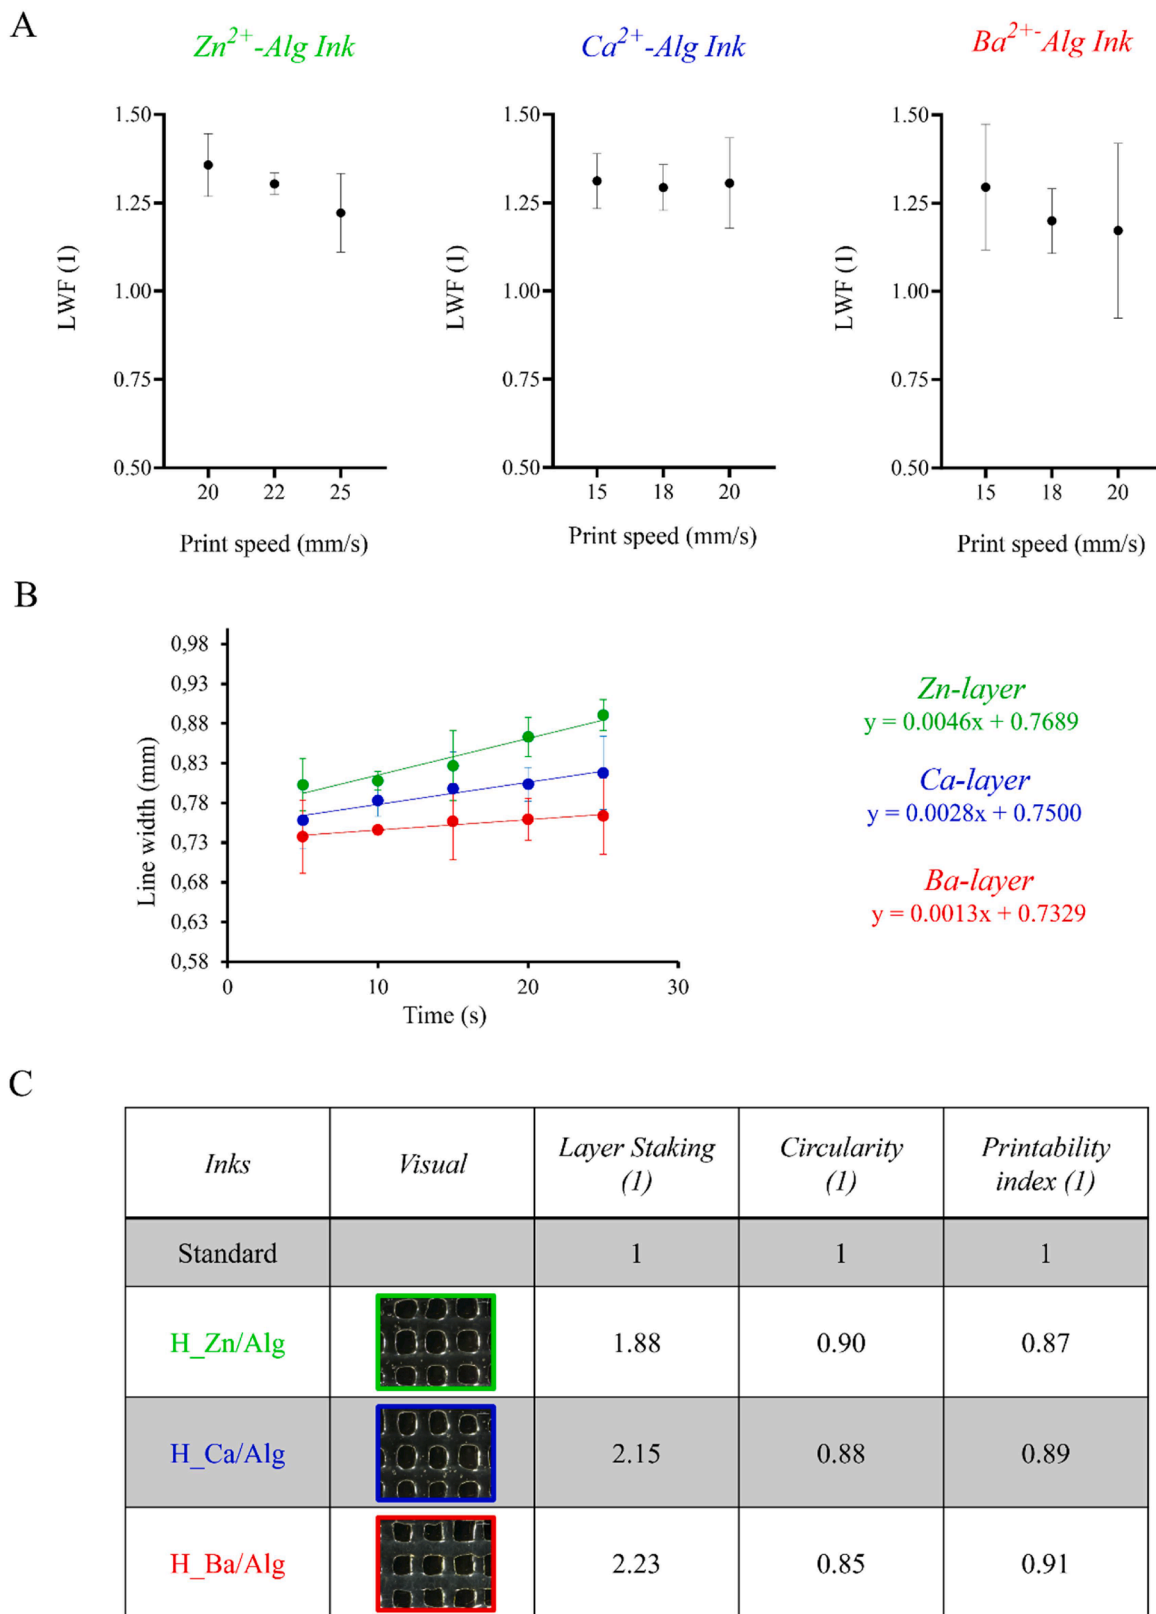 A
Zn2+-Alg Ink
Ca2+-Alg Ink
Ba2+-Alg Ink
1.50
1.25
1.00
0.75
0.50
LWF (1)
20 22 25
Print speed (mm/s)
1.50
1.25
1.00
0.75
0.50
LWF (1)
15 18 20
Print speed (mm/s)
1.50
1.25
1.00
0.75
0.50
LWF (1)
15 18 20
Print speed (mm/s)
B
0,98
0,93
0,88
0,83
0,78
0,73
0,68
0,63
0,58
Line width (mm)
0 10 20 30
Time (s)
Zn-layer
y = 0.0046x + 0.7689
Ca-layer
y = 0.0028x + 0.7500
Ba-layer
y = 0.0013x + 0.7329
C
Inks Visual Layer Staking (1) Circularity (1) Printability index (1)
Standard 1 1 1
H_Zn/Alg 1.88 0.90 0.87
H_Ca/Alg 2.15 0.88 0.89
H_Ba/Alg 2.23 0.85 0.91